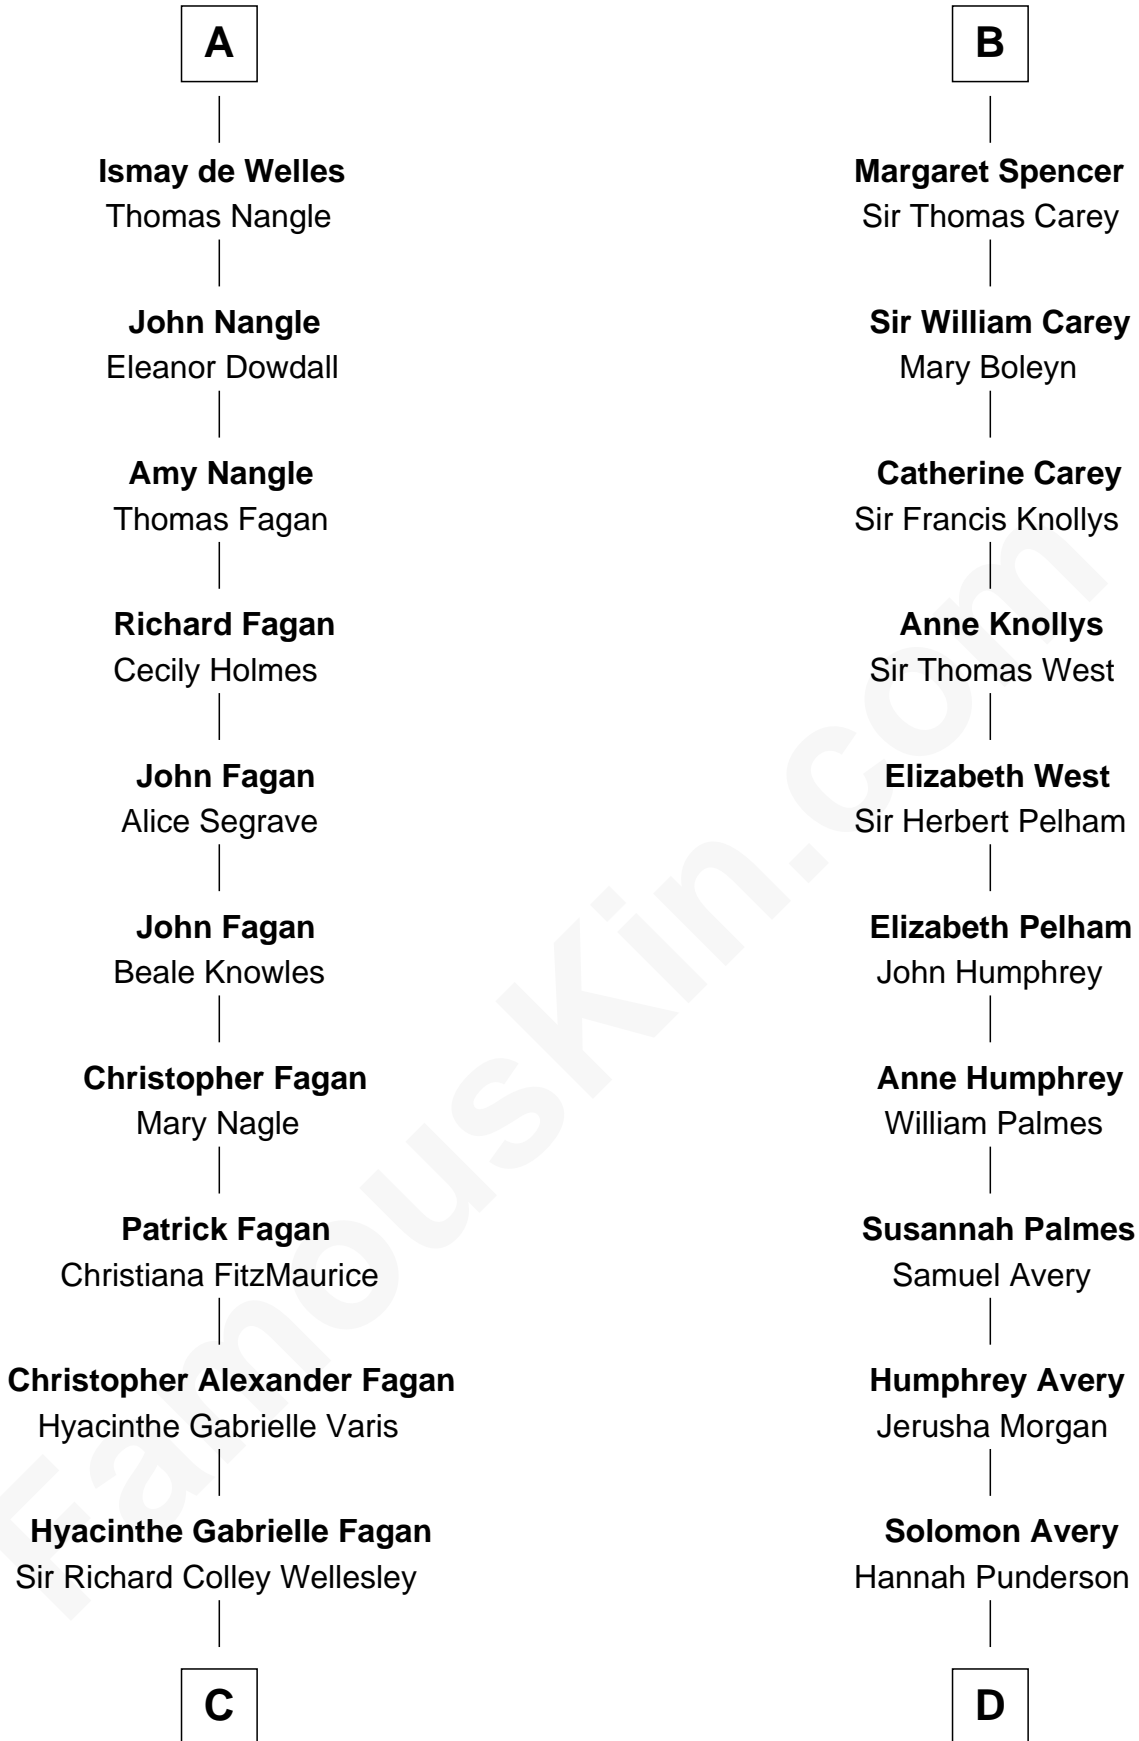 A
Ismay de Welles
Thomas Nangle
John Nangle
Eleanor Dowdall
Amy Nangle
Thomas Fagan
Richard Fagan
Cecily Holmes
John Fagan
Alice Segrave
John Fagan
Beale Knowles
Christopher Fagan
Mary Nagle
Patrick Fagan
Christiana FitzMaurice
Christopher Alexander Fagan
Hyacinthe Gabrielle Varis
Hyacinthe Gabrielle Fagan
Sir Richard Colley Wellesley
C
B
Margaret Spencer
Sir Thomas Carey
Sir William Carey
Mary Boleyn
Catherine Carey
Sir Francis Knollys
Anne Knollys
Sir Thomas West
Elizabeth West
Sir Herbert Pelham
Elizabeth Pelham
John Humphrey
Anne Humphrey
William Palmes
Susannah Palmes
Samuel Avery
Humphrey Avery
Jerusha Morgan
Solomon Avery
Hannah Punderson
D
FamousKin.com